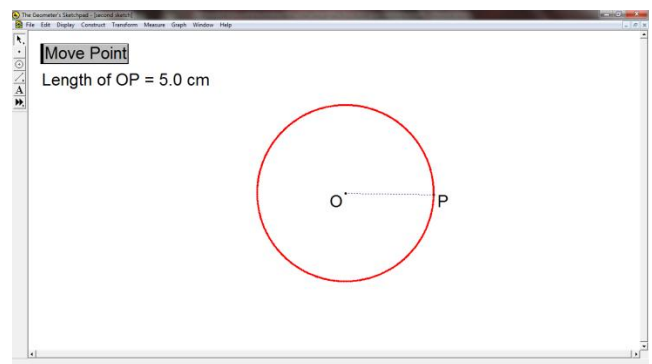 The Geometer's Sketchpad - [second sketch]
File Edit Display Construct Transform Measure Graph Window Help
A
Move Point
Length of OP = 5.0 cm
O
P